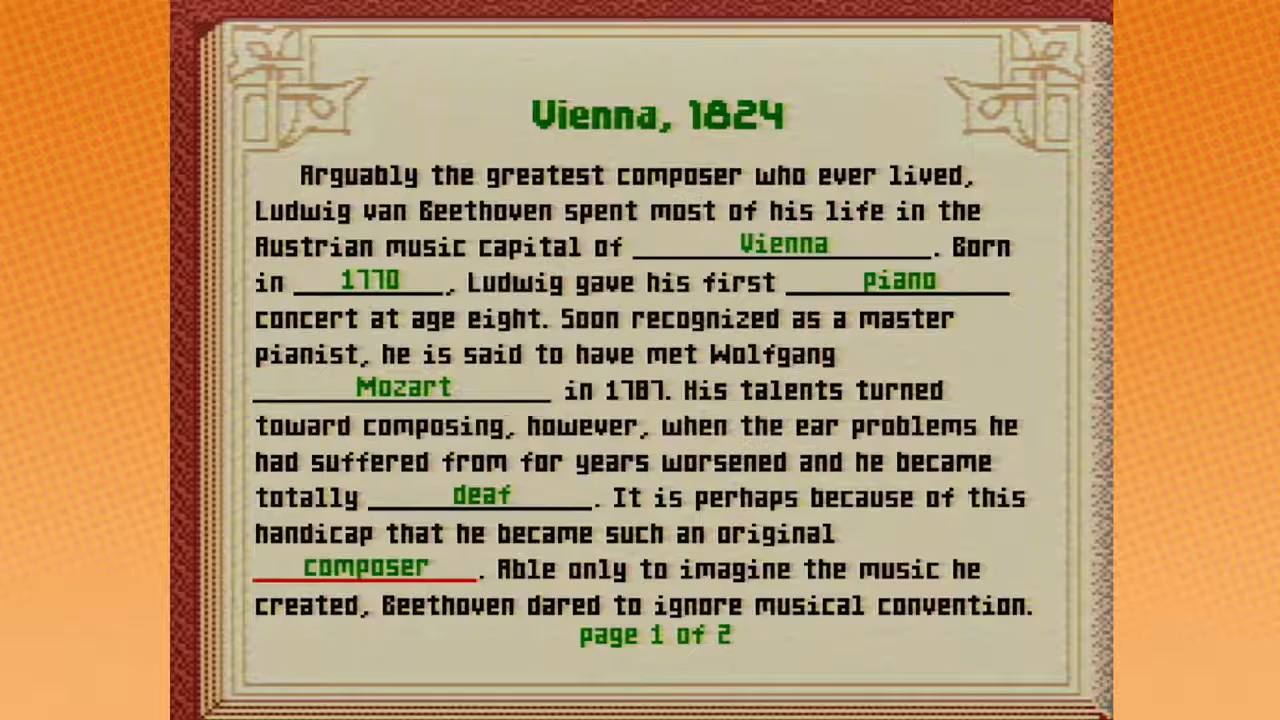 Vienna, 1824
Arguably the greatest composer who ever lived,
Ludwig van Beethoven spent most of his life in the
Austrian music capital of Vienna. Born
in 1770, Ludwig gave his first piano
concert at age eight. Soon recognized as a master
pianist, he is said to have met Wolfgang
Mozart in 1787. His talents turned
toward composing, however, when the ear problems he
had suffered from for years worsened and he became
totally deaf. It is perhaps because of this
handicap that he became such an original
composer. Able only to imagine the music he
created, Beethoven dared to ignore musical convention.
page 1 of 2